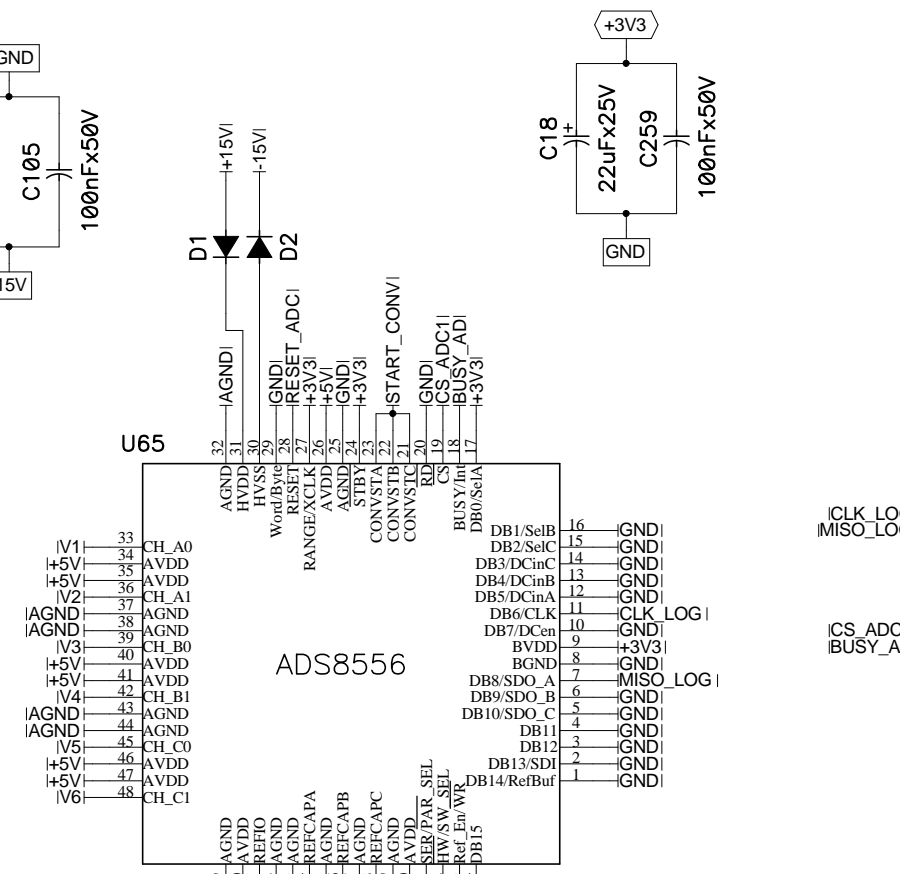 +3V3
GND
C105
100nFx50V
15V
+15V
-15V
D1
D2
C18
+
22uFx25V
C259
100nFx50V
GND
AGND
GND
RESET_ADC
+3V3
+5V
GND
+3V3
START_CONV
GND
CS_ADC1
BUSY_AD
+3V3
U65
32 31 30 29 28 27 26 25 24 23 22 21 20 19 18 17
AGND
HVDD
HVSS
Word/Byte
RESET
RANGE/XCLK
AVDD
AGND
STBY
CONVSTA
CONVSTB
CONVSTC
RD
CS
BUSY/Int
DB0/SelA
V1 33 CH_A0
+5V 34 AVDD
+5V 35 AVDD
V2 36 CH_A1
AGND 37 AGND
AGND 38 AGND
V3 39 CH_B0
+5V 40 AVDD
+5V 41 AVDD
V4 42 CH_B1
AGND 43 AGND
AGND 44 AGND
V5 45 CH_C0
+5V 46 AVDD
+5V 47 AVDD
V6 48 CH_C1
ADS8556
DB1/SelB 16 GND
DB2/SelC 15 GND
DB3/DCinC 14 GND
DB4/DCinB 13 GND
DB5/DCinA 12 GND
DB6/CLK 11 CLK_LOG
DB7/DCen 10 GND
BVDD 9 +3V3
BGND 8 GND
DB8/SDO_A 7 MISO_LOG
DB9/SDO_B 6 GND
DB10/SDO_C 5 GND
DB11 4 GND
DB12 3 GND
DB13/SDI 2 GND
DB14/RefBuf 1 GND
CLK_LO
MISO_LO
CS_ADC
BUSY_A
AGND
AVDD
REFIO
AGND
AGND
REFCAPA
AGND
REFCAPB
AGND
REFCAPC
AGND
AVDD
SER/PAR_SEL
HW/SW_SEL
Ref_En/WR
DB15